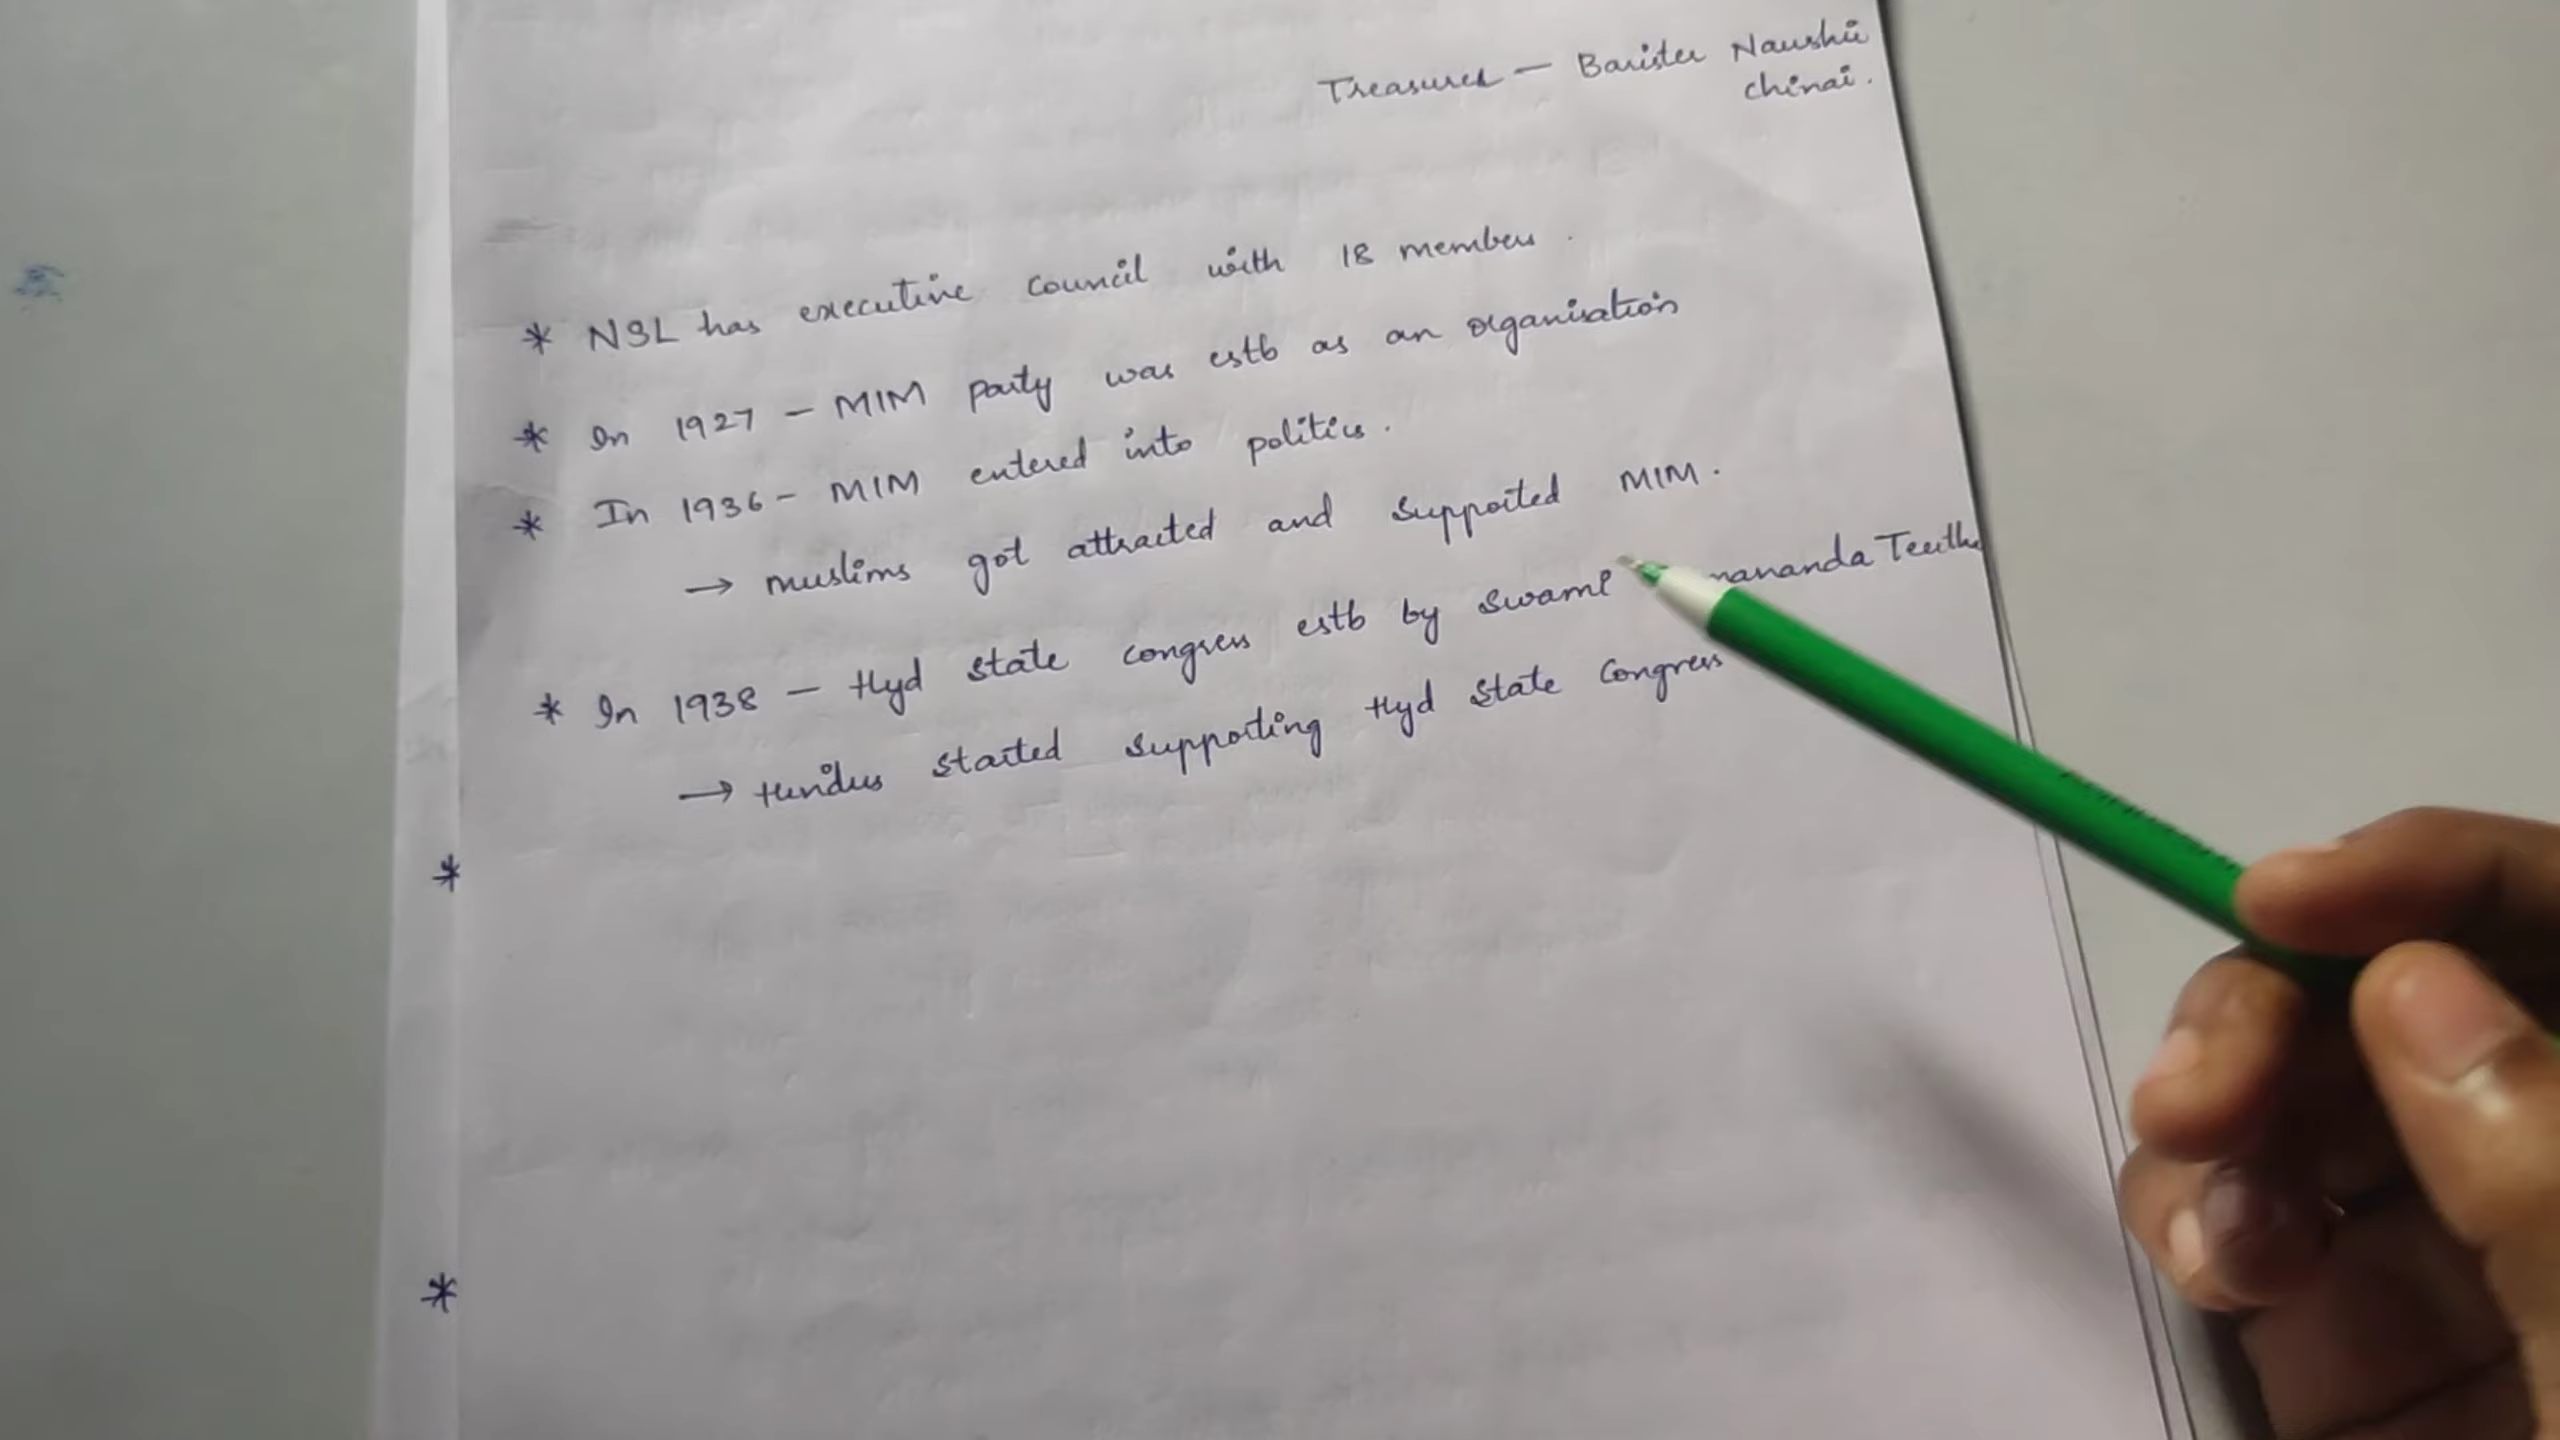 Treasurer — Barister Naushir
chinai.
* NSL has executive council with 18 members.
* In 1927 - MIM party was estb as an organisation
* In 1936 - MIM entered into politics.
→ muslims got attracted and supported MIM.
* In 1938 - Hyd state congress estb by swami nananda Teerth
→ Hindus started supporting Hyd state Congress
*
*